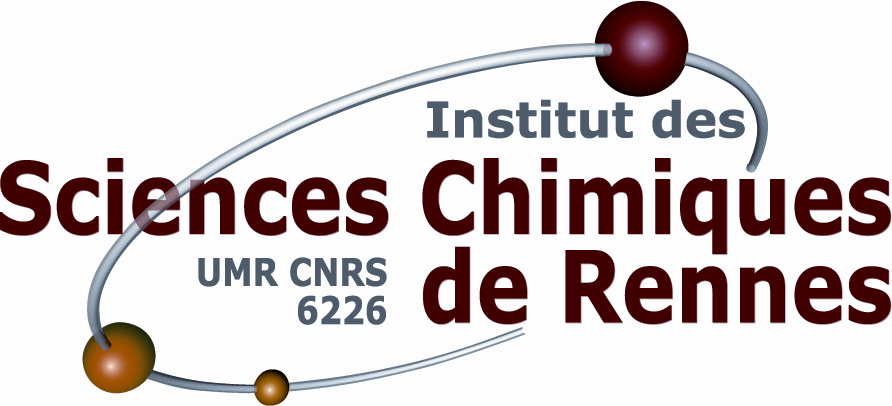 Institut des
Sciences Chimiques
de Rennes
UMR CNRS
6226